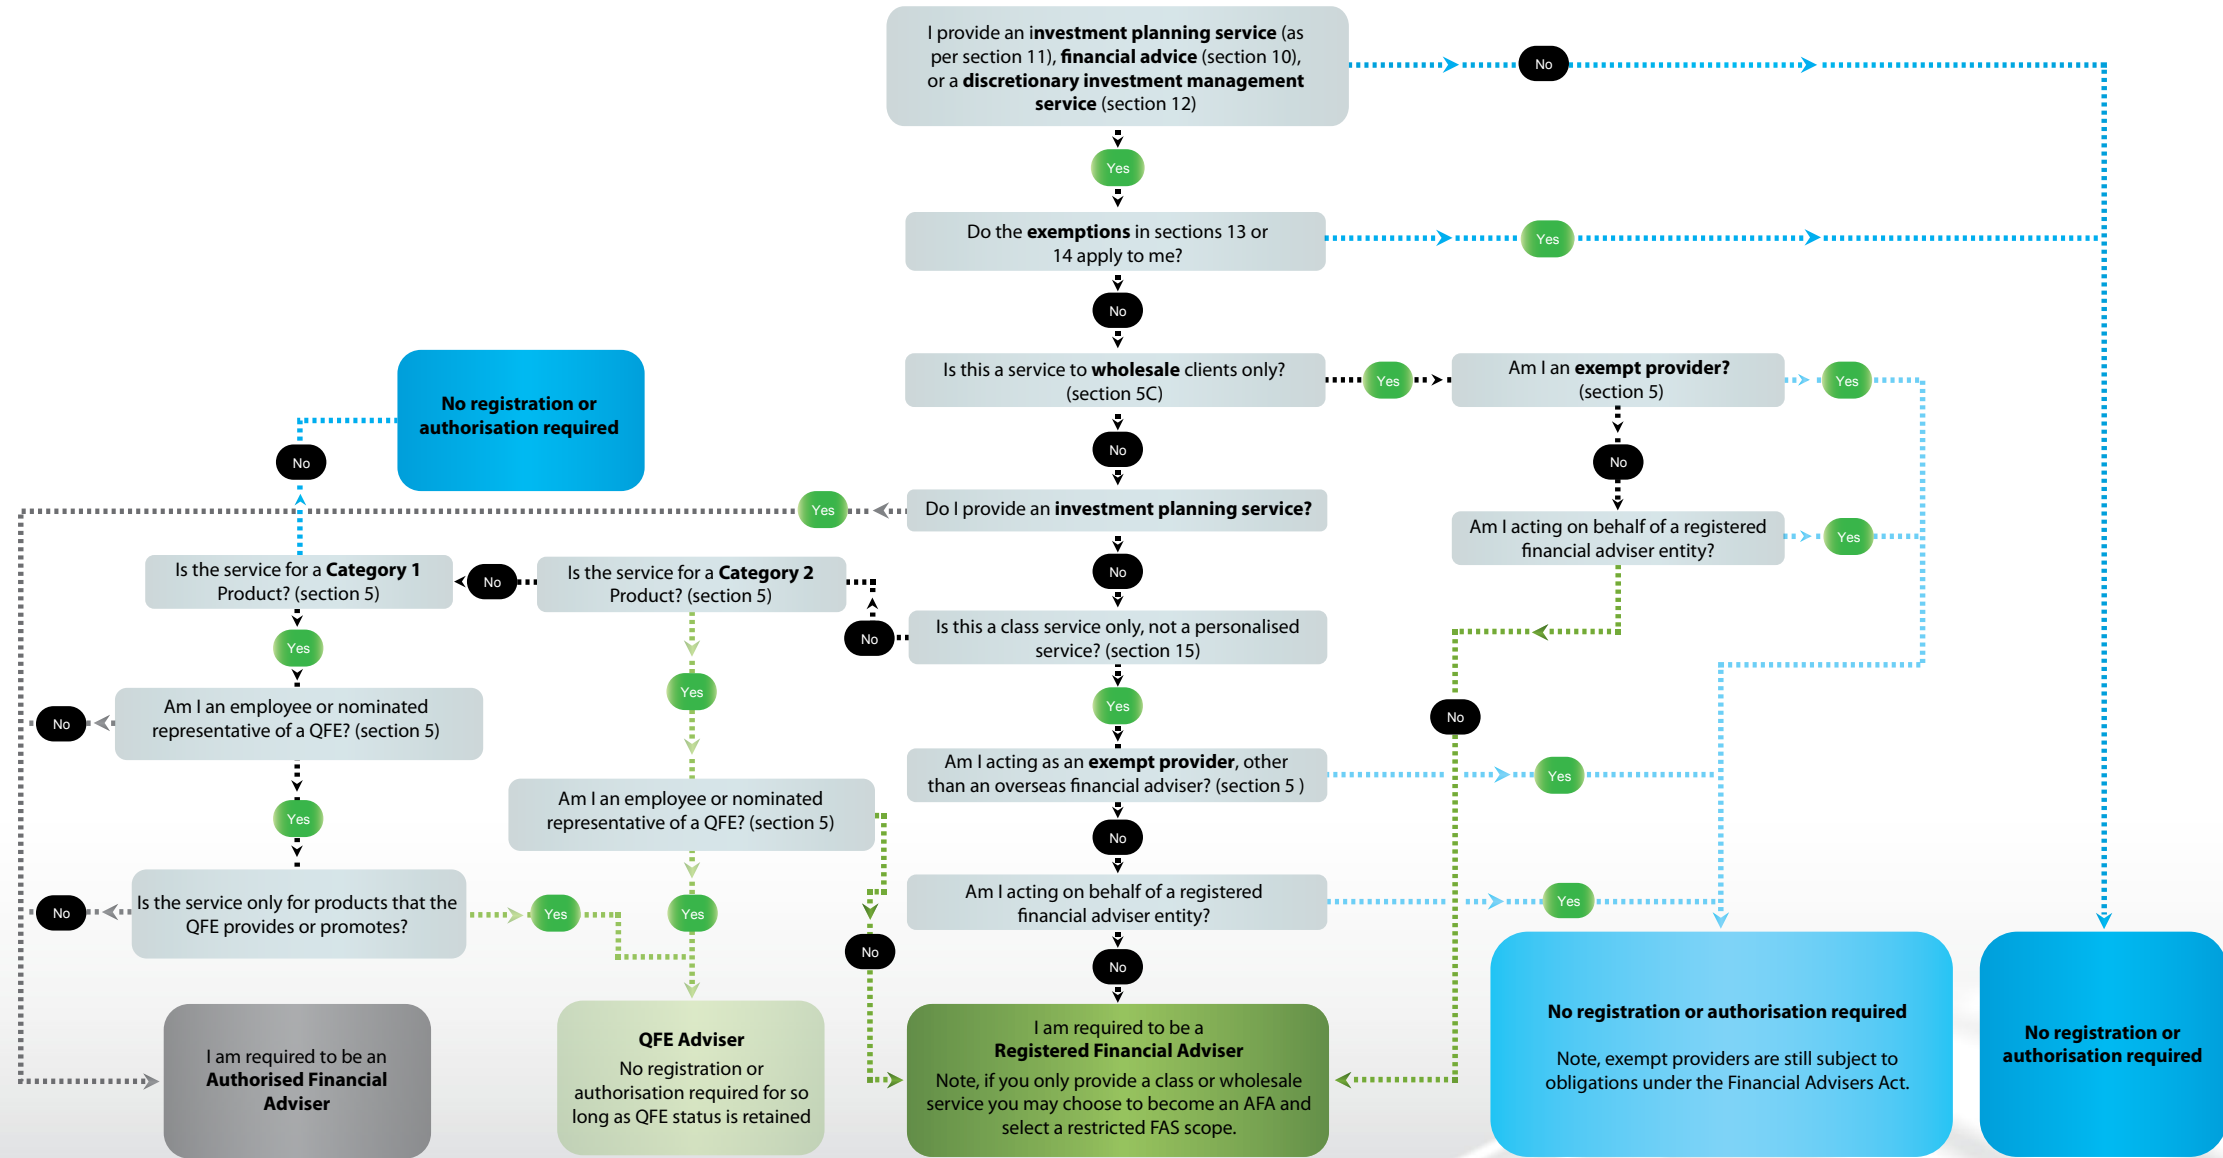 I provide an investment planning service (as
per section 11), financial advice (section 10),
or a discretionary investment management
service (section 12)
No
Yes
Do the exemptions in sections 13 or
14 apply to me?
Yes
No
Is this a service to wholesale clients only?
(section 5C)
Yes
Am I an exempt provider?
(section 5)
Yes
No registration or
authorisation required
No
No
No
Do I provide an investment planning service?
Yes
Am I acting on behalf of a registered
financial adviser entity?
Yes
Is the service for a Category 1
Product? (section 5)
No
Is the service for a Category 2
Product? (section 5)
No
No
Is this a class service only, not a personalised
service? (section 15)
Yes
Yes
Yes
No
Am I an employee or nominated
representative of a QFE? (section 5)
No
Am I acting as an exempt provider, other
than an overseas financial adviser? (section 5 )
Yes
Am I an employee or nominated
representative of a QFE? (section 5)
Yes
No
Is the service only for products that the
QFE provides or promotes?
No
Yes
Yes
Am I acting on behalf of a registered
financial adviser entity?
Yes
No
No
I am required to be an
Authorised Financial
Adviser
QFE Adviser
No registration or
authorisation required for so
long as QFE status is retained
I am required to be a
Registered Financial Adviser
Note, if you only provide a class or wholesale
service you may choose to become an AFA and
select a restricted FAS scope.
No registration or authorisation required
Note, exempt providers are still subject to
obligations under the Financial Advisers Act.
No registration or
authorisation required